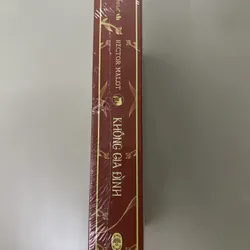 HECTOR MALOT
KHÔNG GIA ĐÌNH